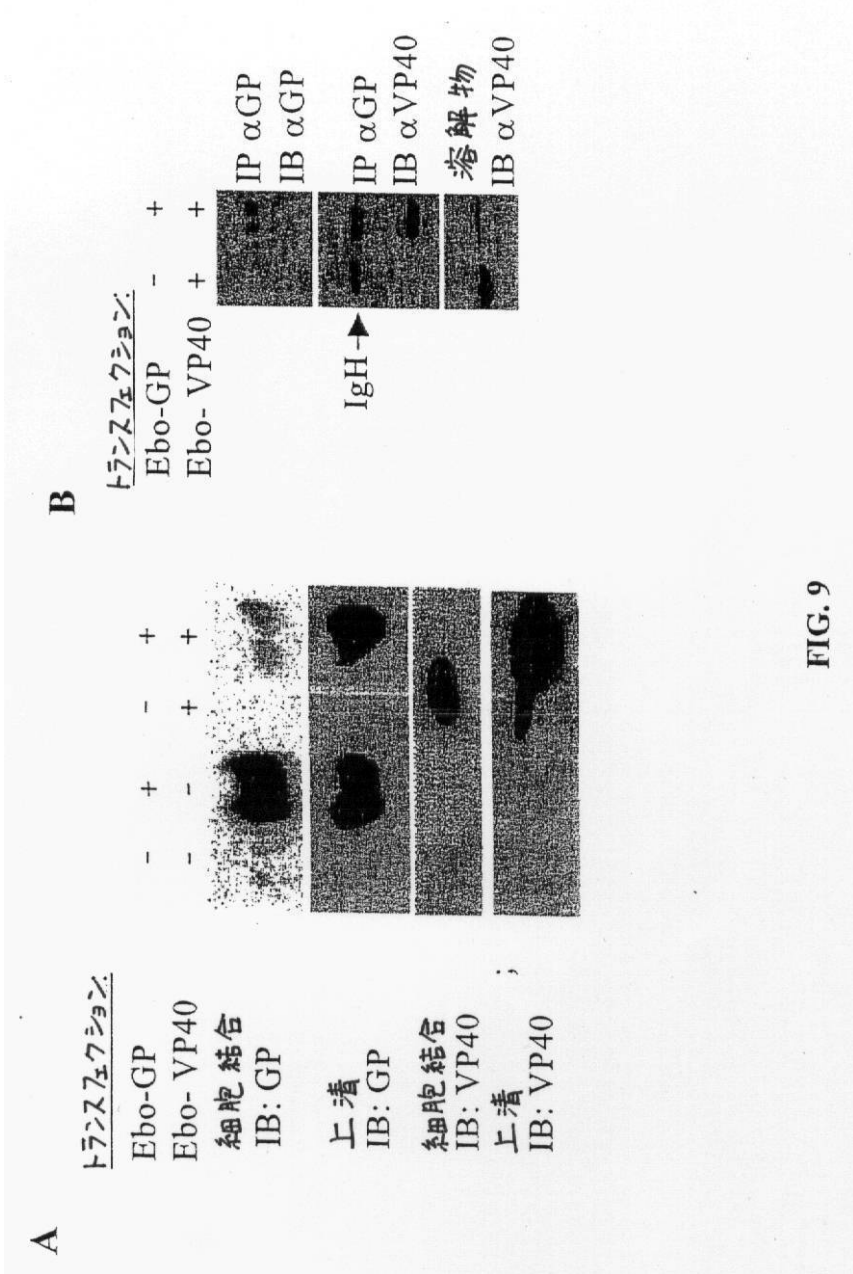 A
トランスフェクション:
Ebo-GP - + - +
Ebo- VP40 - - + +
細胞結合
IB: GP
上清
IB: GP
細胞結合
IB: VP40
上清 ;
IB: VP40
B
トランスフェクション:
Ebo-GP - +
Ebo- VP40 + +
IP αGP
IB αGP
IgH→
IP αGP
IB αVP40
溶解物
IB αVP40
FIG. 9